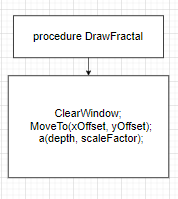 procedure DrawFractal
ClearWindow;
MoveTo(xOffset, yOffset);
a(depth, scaleFactor);